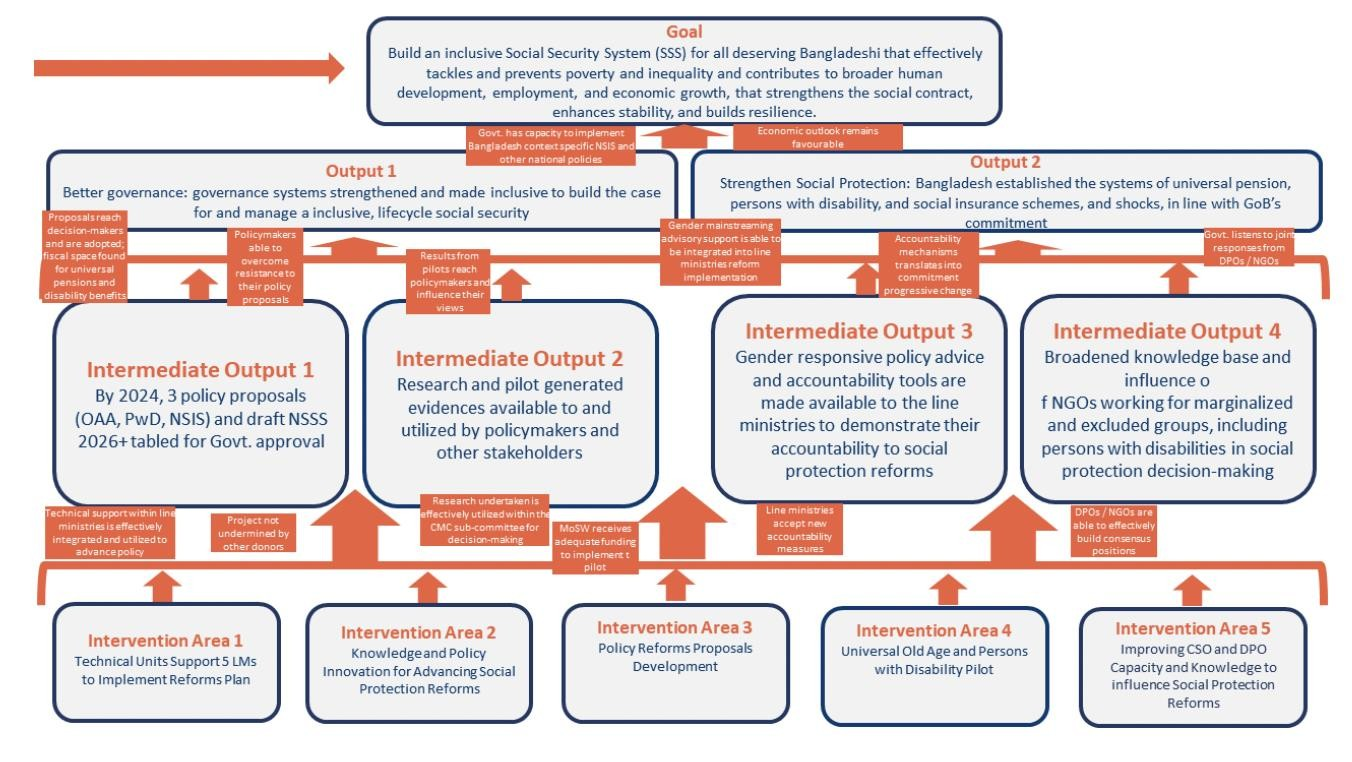 Goal
Build an inclusive Social Security System (SSS) for all deserving Bangladeshi that effectively
tackles and prevents poverty and inequality and contributes to broader human
development, employment, and economic growth, that strengthens the social contract,
enhances stability, and builds resilience.
Govt. has capacity to implement
Bangladesh context specific NSIS and
other national policies
Economic outlook remains
favourable
Output 1
Better governance: governance systems strengthened and made inclusive to build the case
for and manage a inclusive, lifecycle social security
Output 2
Strengthen Social Protection: Bangladesh established the systems of universal pension,
persons with disability, and social insurance schemes, and shocks, in line with GoB's
commitment
Proposals reach
decision-makers
and are adopted;
fiscal space found
for universal
pensions and
disability benefits
Policymakers
able to
overcome
resistance to
their policy
proposals
Results from
pilots reach
policymakers and
influence their
views
Gender mainstreaming
advisory support is able to
be integrated into line
ministries reform
implementation
Accountability
mechanisms
translates into
commitment
progressive change
Govt. listens to joint
responses from
DPOs / NGOs
Intermediate Output 1
By 2024, 3 policy proposals
(OAA, PwD, NSIS) and draft NSSS
2026+ tabled for Govt. approval
Intermediate Output 2
Research and pilot generated
evidences available to and
utilized by policymakers and
other stakeholders
Intermediate Output 3
Gender responsive policy advice
and accountability tools are
made available to the line
ministries to demonstrate their
accountability to social
protection reforms
Intermediate Output 4
Broadened knowledge base and
influence o
f NGOs working for marginalized
and excluded groups, including
persons with disabilities in social
protection decision-making
Technical support within line
ministries is effectively
integrated and utilized to
advance policy
Project not
undermined by
other donors
Research undertaken is
effectively utilized within the
CMC sub-committee for
decision-making
MoSW receives
adequate funding
to implement t
pilot
Line ministries
accept new
accountability
measures
DPOs / NGOs are
able to effectively
build consensus
positions
Intervention Area 1
Technical Units Support 5 LMs
to Implement Reforms Plan
Intervention Area 2
Knowledge and Policy
Innovation for Advancing Social
Protection Reforms
Intervention Area 3
Policy Reforms Proposals
Development
Intervention Area 4
Universal Old Age and Persons
with Disability Pilot
Intervention Area 5
Improving CSO and DPO
Capacity and Knowledge to
influence Social Protection
Reforms